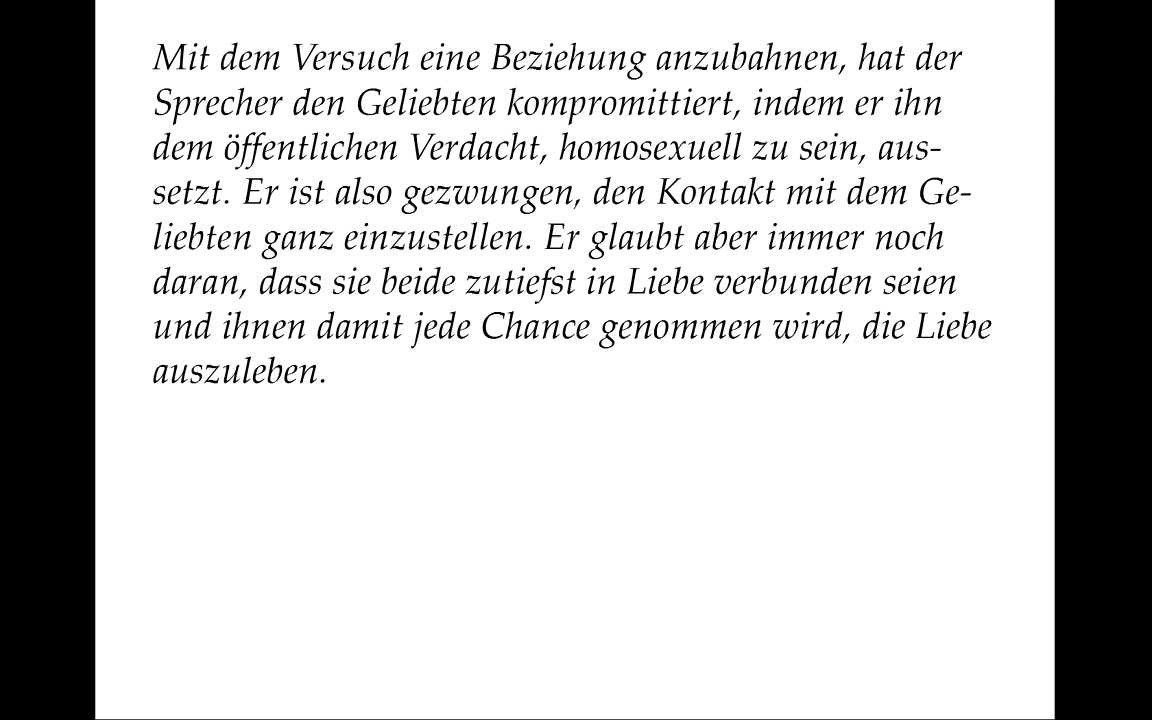 Mit dem Versuch eine Beziehung anzubahnen, hat der
Sprecher den Geliebten kompromittiert, indem er ihn
dem öffentlichen Verdacht, homosexuell zu sein, aus-
setzt. Er ist also gezwungen, den Kontakt mit dem Ge-
liebten ganz einzustellen. Er glaubt aber immer noch
daran, dass sie beide zutiefst in Liebe verbunden seien
und ihnen damit jede Chance genommen wird, die Liebe
auszuleben.